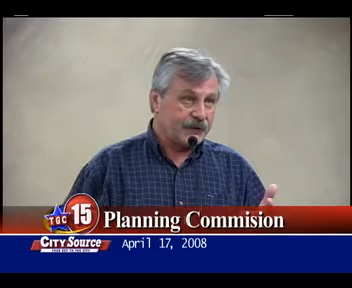 TGC 15
Planning Commision
CITY SOURCE
April 17, 2008